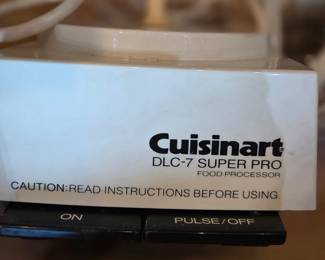 Cuisinart
DLC-7 SUPER PRO
FOOD PROCESSOR
CAUTION:READ INSTRUCTIONS BEFORE USING.
ON PULSE/OFF